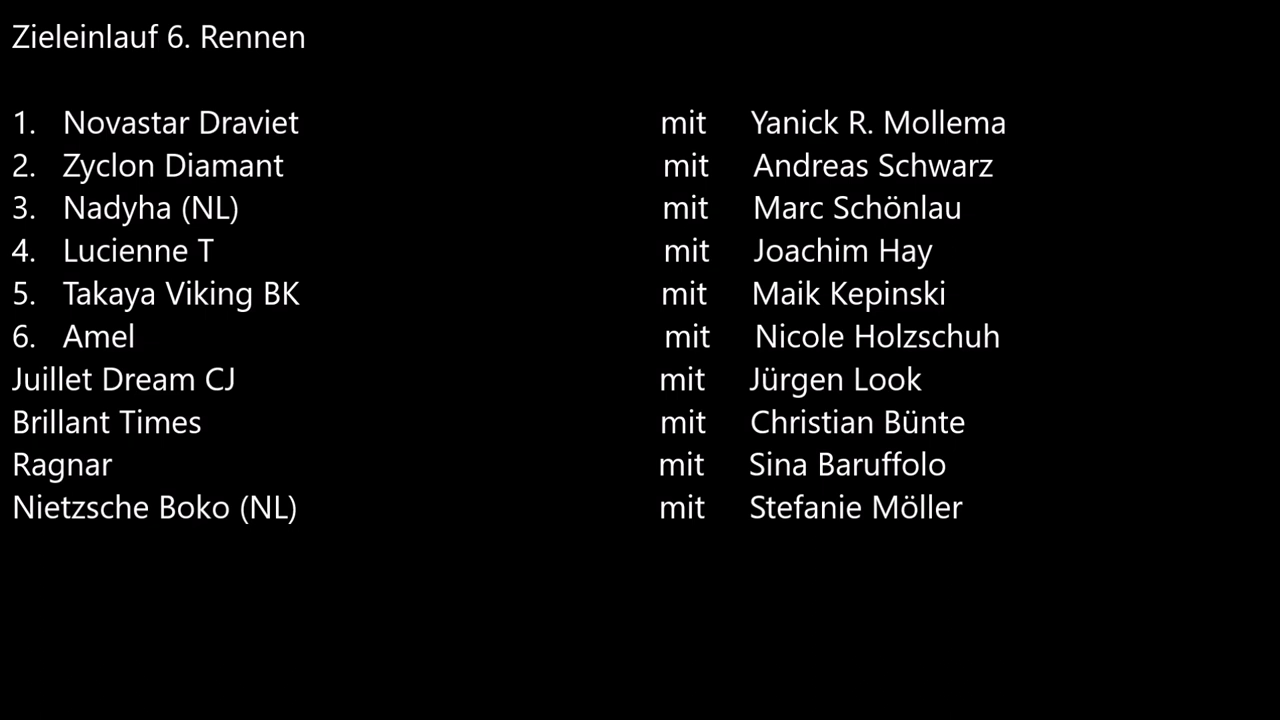 Zieleinlauf 6. Rennen
1. Novastar Draviet mit Yanick R. Mollema
2. Zyclon Diamant mit Andreas Schwarz
3. Nadyha (NL) mit Marc Schönlau
4. Lucienne T mit Joachim Hay
5. Takaya Viking BK mit Maik Kepinski
6. Amel mit Nicole Holzschuh
Juillet Dream CJ mit Jürgen Look
Brillant Times mit Christian Bünte
Ragnar mit Sina Baruffolo
Nietzsche Boko (NL) mit Stefanie Möller